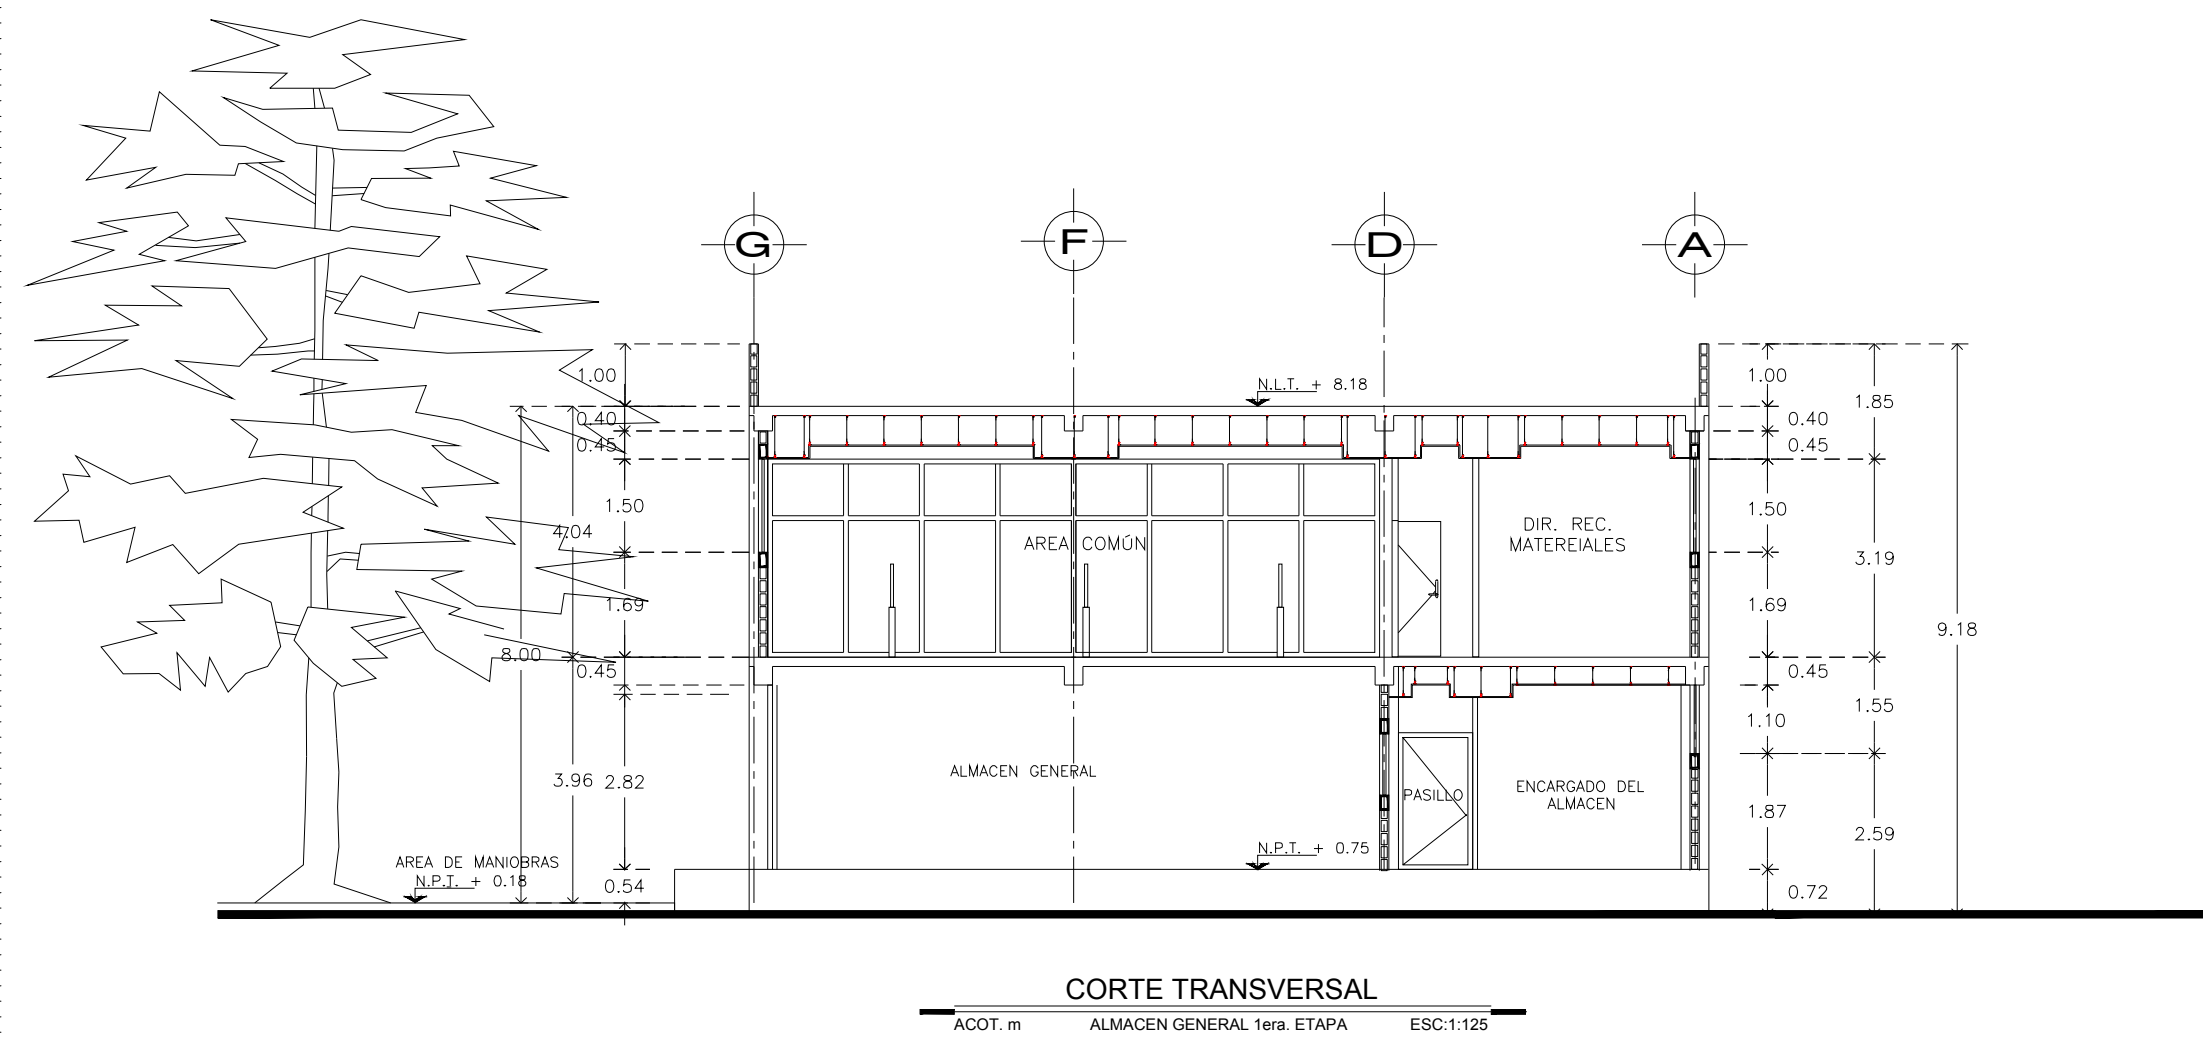 G F D A
N.L.T. + 8.18
1.00
0.40
0.45
1.50
4.04
1.69
8.00
0.45
3.96
2.82
0.54
AREA COMÚN
DIR. REC.
MATEREIALES
ALMACEN GENERAL
PASILLO
ENCARGADO DEL
ALMACEN
AREA DE MANIOBRAS
N.P.T. + 0.18
N.P.T. + 0.75
1.00
0.40
0.45
1.50
1.69
0.45
1.10
1.87
0.72
1.85
3.19
1.55
2.59
9.18
CORTE TRANSVERSAL
ACOT. m ALMACEN GENERAL 1era. ETAPA ESC:1:125